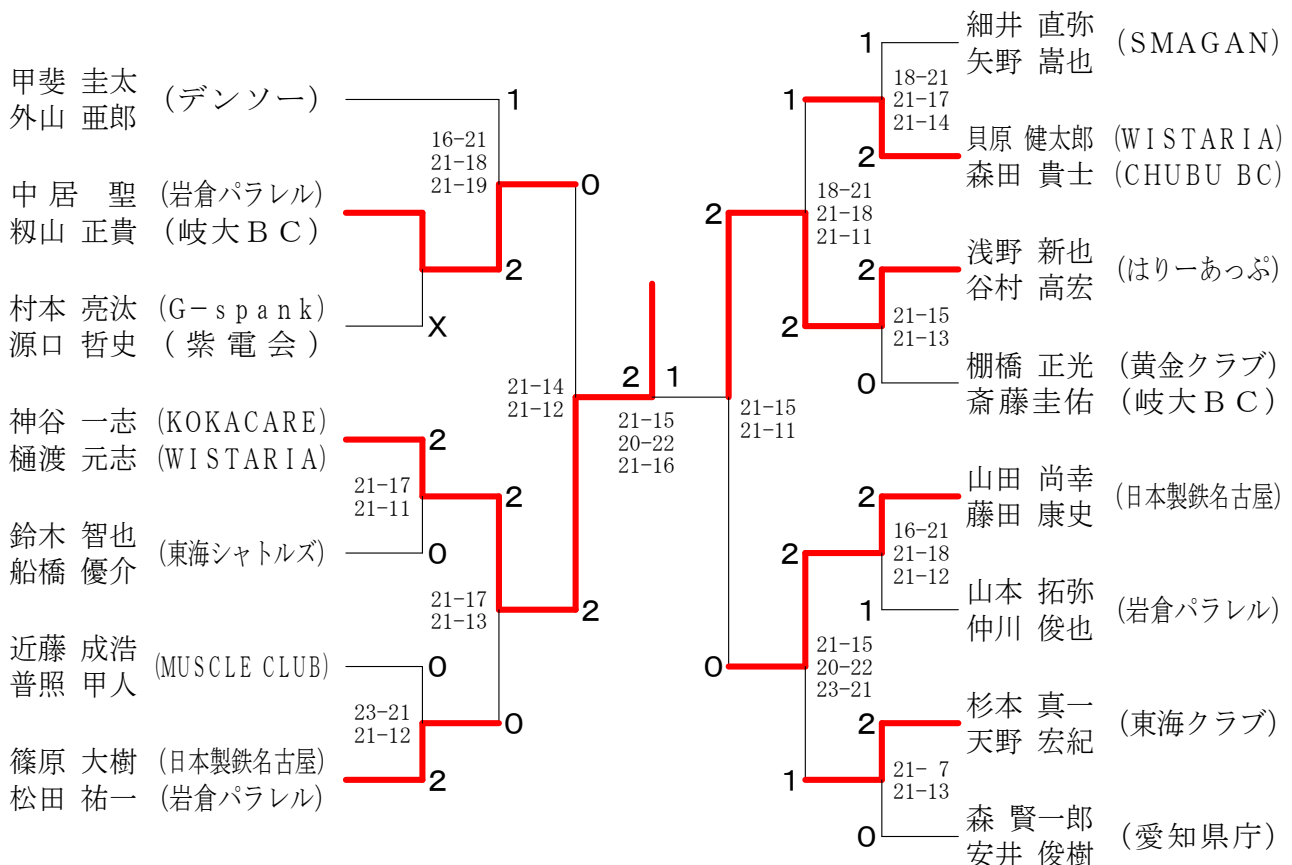 甲斐 圭太
外山 亜郎
(デンソー)
1
16-21
21-18
21-19
0
中居 聖 (岩倉パラレル)
籾山 正貴 (岐大ＢＣ)
2
村本 亮汰 (G-spank)
源口 哲史 (紫電会)
X
21-14
21-12
神谷 一志 (KOKACARE)
樋渡 元志 (WISTARIA)
2
21-17
21-11
2
鈴木 智也
船橋 優介
(東海シャトルズ)
0
21-17
21-13
2
近藤 成浩
普照 甲人
(MUSCLE CLUB)
0
23-21
21-12
0
篠原 大樹 (日本製鉄名古屋)
松田 祐一 (岩倉パラレル)
2
2 1
21-15
20-22
21-16
細井 直弥
矢野 嵩也
(SMAGAN)
1
18-21
21-17
21-14
1
貝原 健太郎 (WISTARIA)
森田 貴士 (CHUBU BC)
2
18-21
21-18
21-11
2
浅野 新也
谷村 高宏
(はりーあっぷ)
2
21-15
21-13
2
棚橋 正光 (黄金クラブ)
斎藤圭佑 (岐大ＢＣ)
0
21-15
21-11
山田 尚幸
藤田 康史
(日本製鉄名古屋)
2
16-21
21-18
21-12
2
山本 拓弥
仲川 俊也
(岩倉パラレル)
1
21-15
20-22
23-21
0
杉本 真一
天野 宏紀
(東海クラブ)
2
21- 7
21-13
1
森 賢一郎
安井 俊樹
(愛知県庁)
0